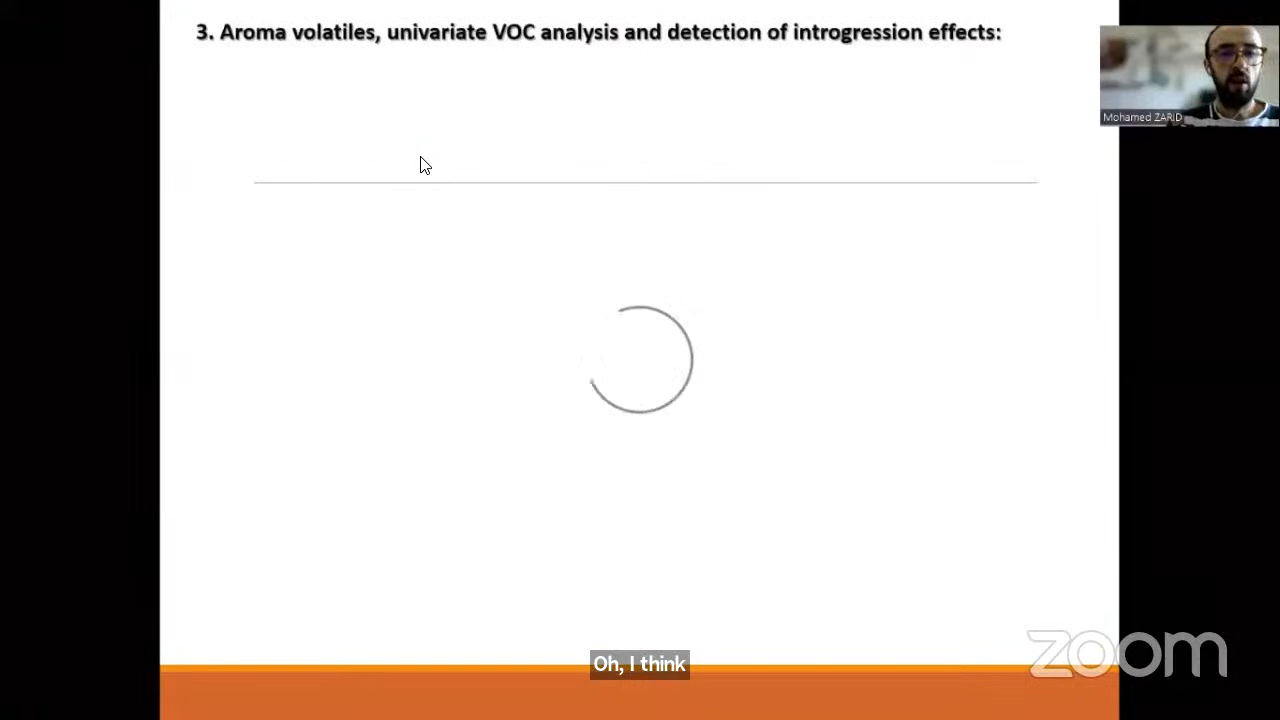 3. Aroma volatiles, univariate VOC analysis and detection of introgression effects:
Mohamed ZARID
Oh, I think
zoom